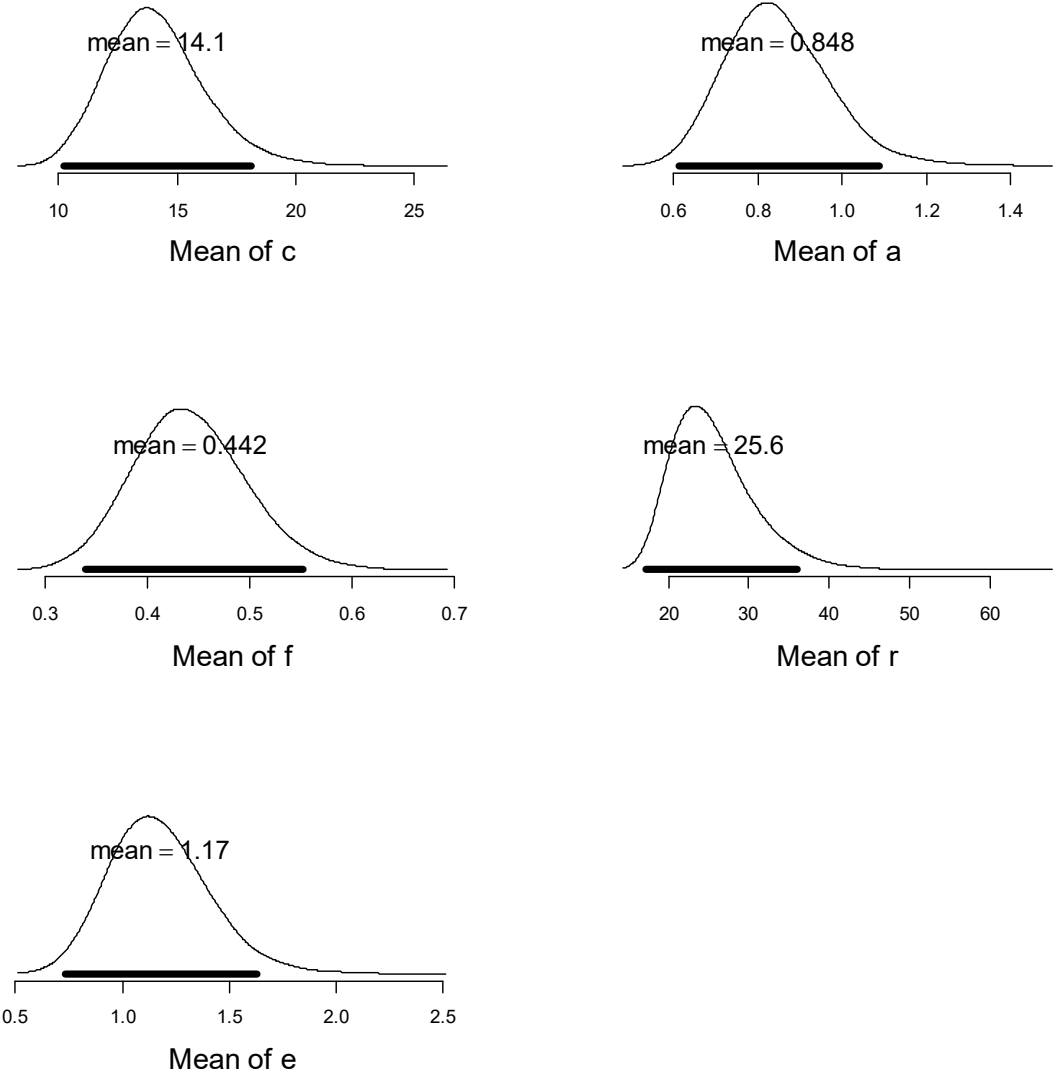 mean = 14.1
10 15 20 25
Mean of c
mean = 0.848
0.6 0.8 1.0 1.2 1.4
Mean of a
mean = 0.442
0.3 0.4 0.5 0.6 0.7
Mean of f
mean = 25.6
20 30 40 50 60
Mean of r
mean = 1.17
0.5 1.0 1.5 2.0 2.5
Mean of e